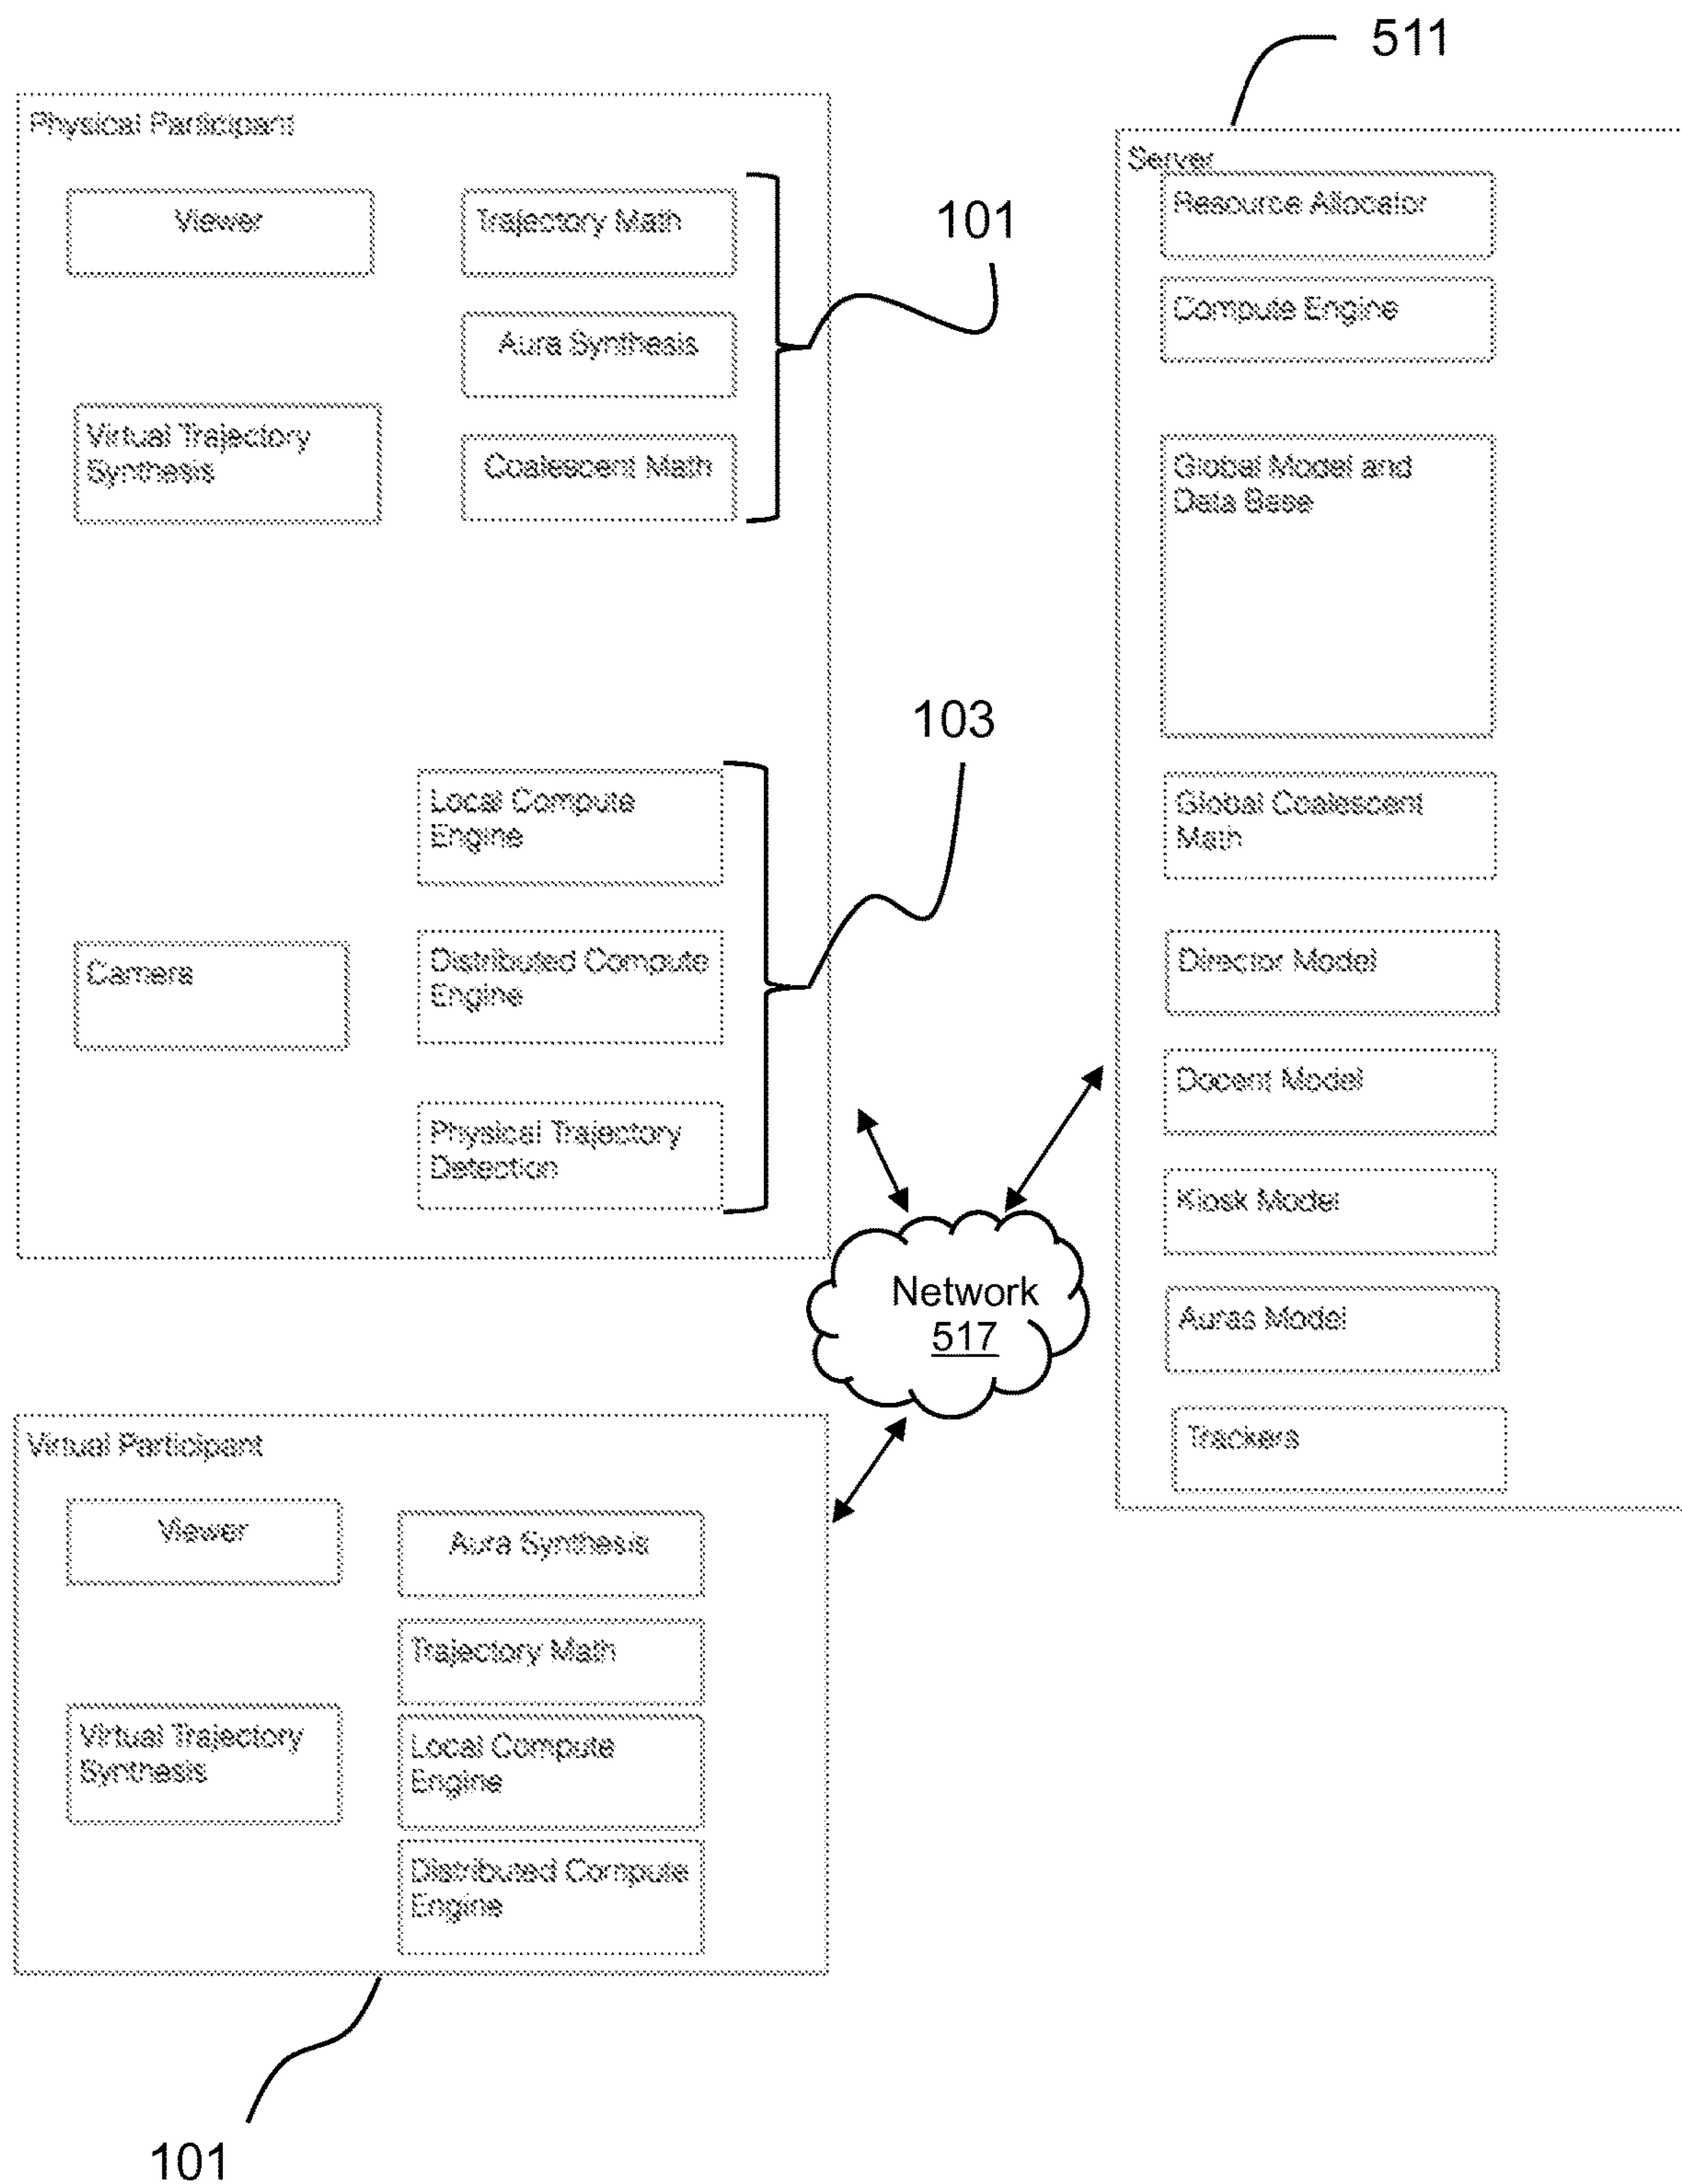 511
Physical Participant
Viewer
Trajectory Math
101
Aura Synthesis
Virtual Trajectory
Synthesis
Coalescent Math
103
Local Compute
Engine
Camera
Distributed Compute
Engine
Physical Trajectory
Detection
Server
Resource Allocator
Compute Engine
Global Model and
Data Base
Global Coalescent
Math
Director Model
Docent Model
Kiosk Model
Auras Model
Trackers
Network
517
Virtual Participant
Viewer
Aura Synthesis
Trajectory Math
Virtual Trajectory
Synthesis
Local Compute
Engine
Distributed Compute
Engine
101